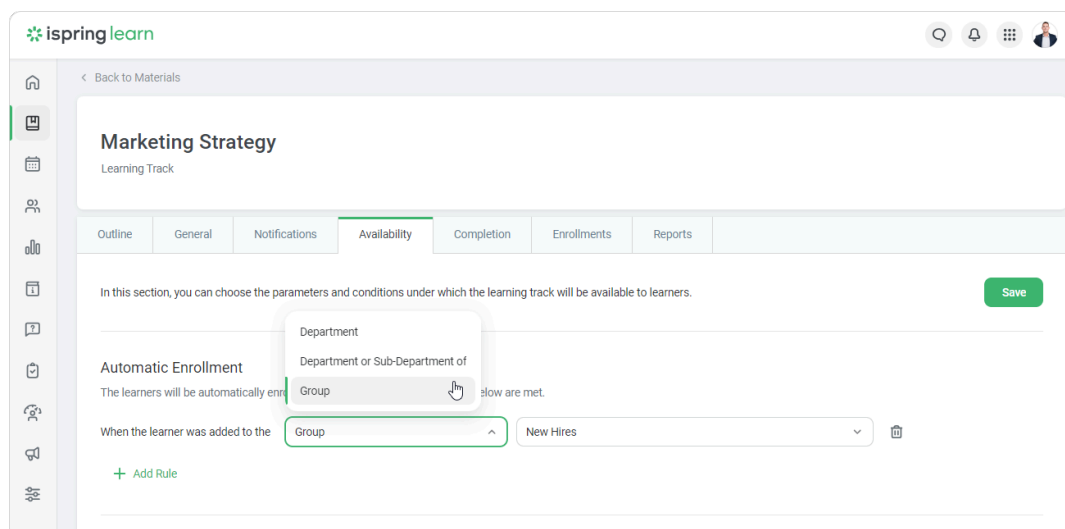 ispring learn
Back to Materials
Marketing Strategy
Learning Track
Outline General Notifications Availability Completion Enrollments Reports
In this section, you can choose the parameters and conditions under which the learning track will be available to learners.
Save
Department
Department or Sub-Department of
Group
Automatic Enrollment
The learners will be automatically elow are met.
When the learner was added to the Group New Hires
+ Add Rule